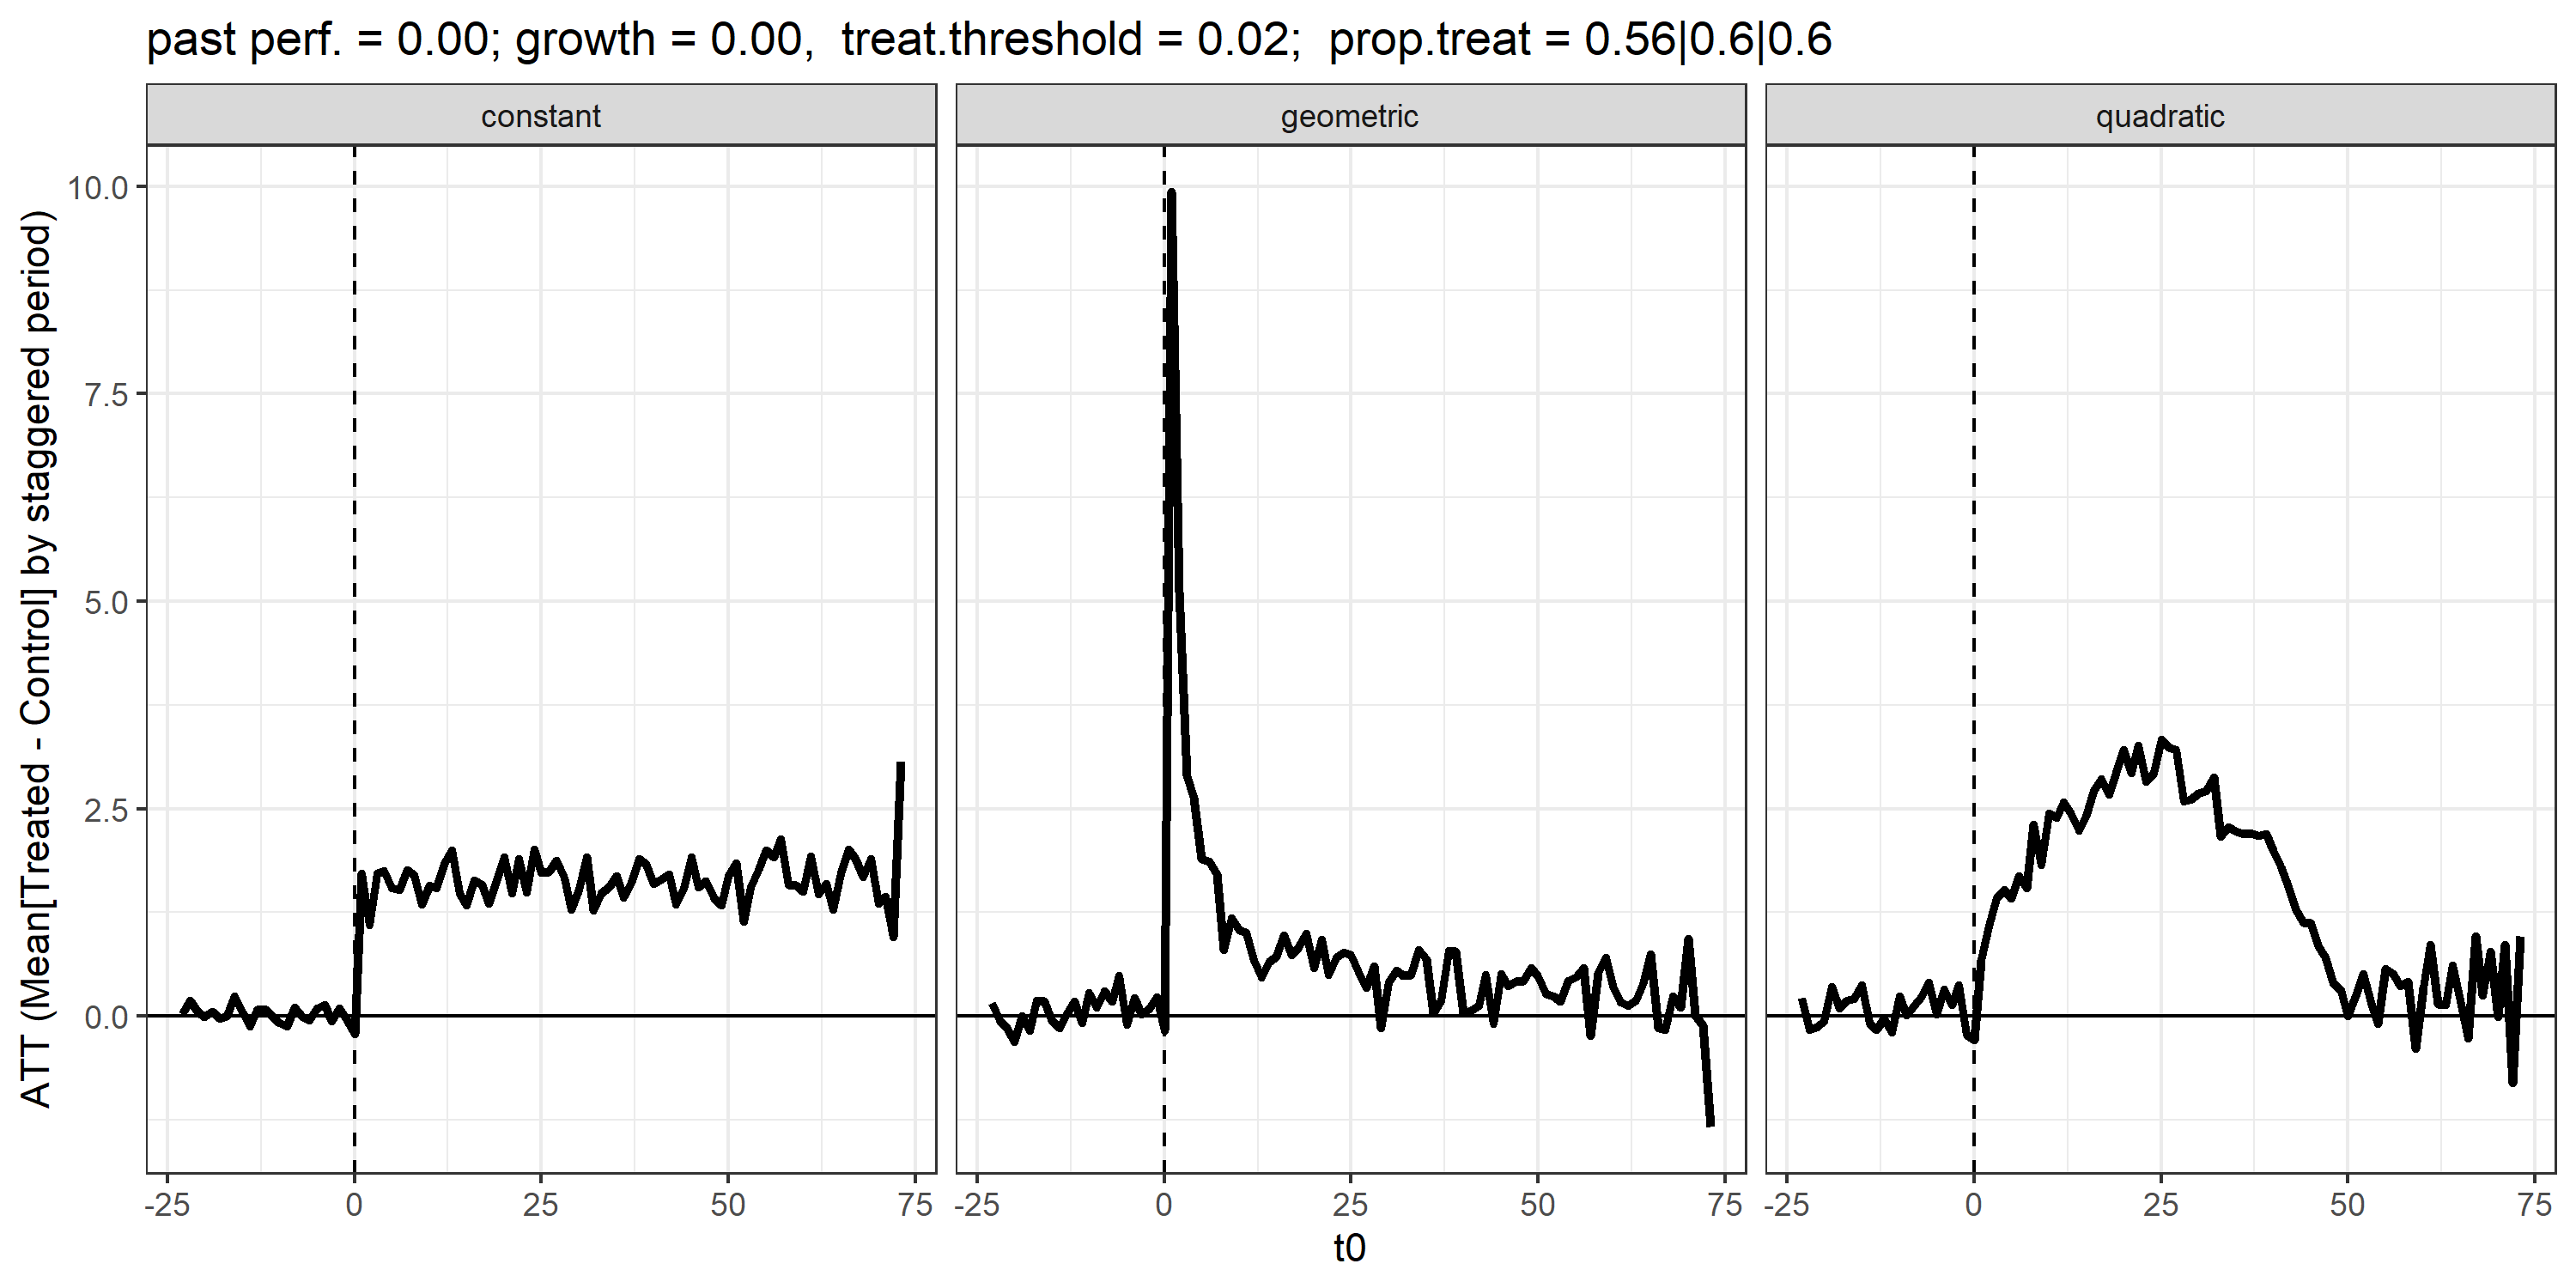 past perf. = 0.00; growth = 0.00,  treat.threshold = 0.02;  prop.treat = 0.56|0.6|0.6
constant
geometric
quadratic
ATT (Mean[Treated - Control] by staggered period)
10.0
7.5
5.0
2.5
0.0
-25 0 25 50 75
-25 0 25 50 75
-25 0 25 50 75
t0